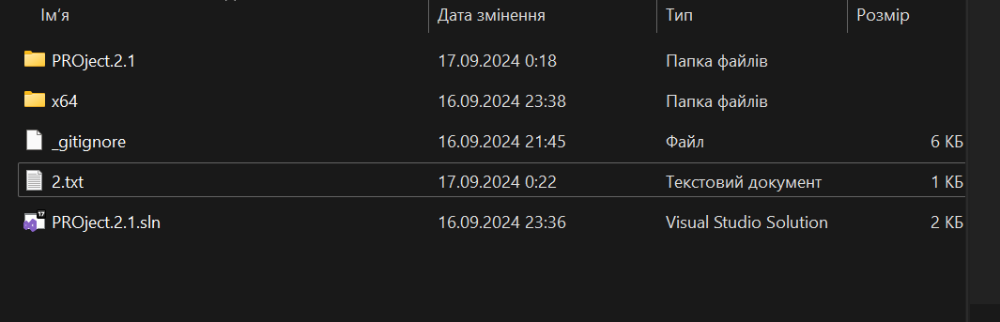 Ім'я Дата змінення Тип Розмір
PROject.2.1 17.09.2024 0:18 Папка файлів
x64 16.09.2024 23:38 Папка файлів
_gitignore 16.09.2024 21:45 Файл 6 КБ
2.txt 17.09.2024 0:22 Текстовий документ 1 КБ
17 PROject.2.1.sln 16.09.2024 23:36 Visual Studio Solution 2 КБ